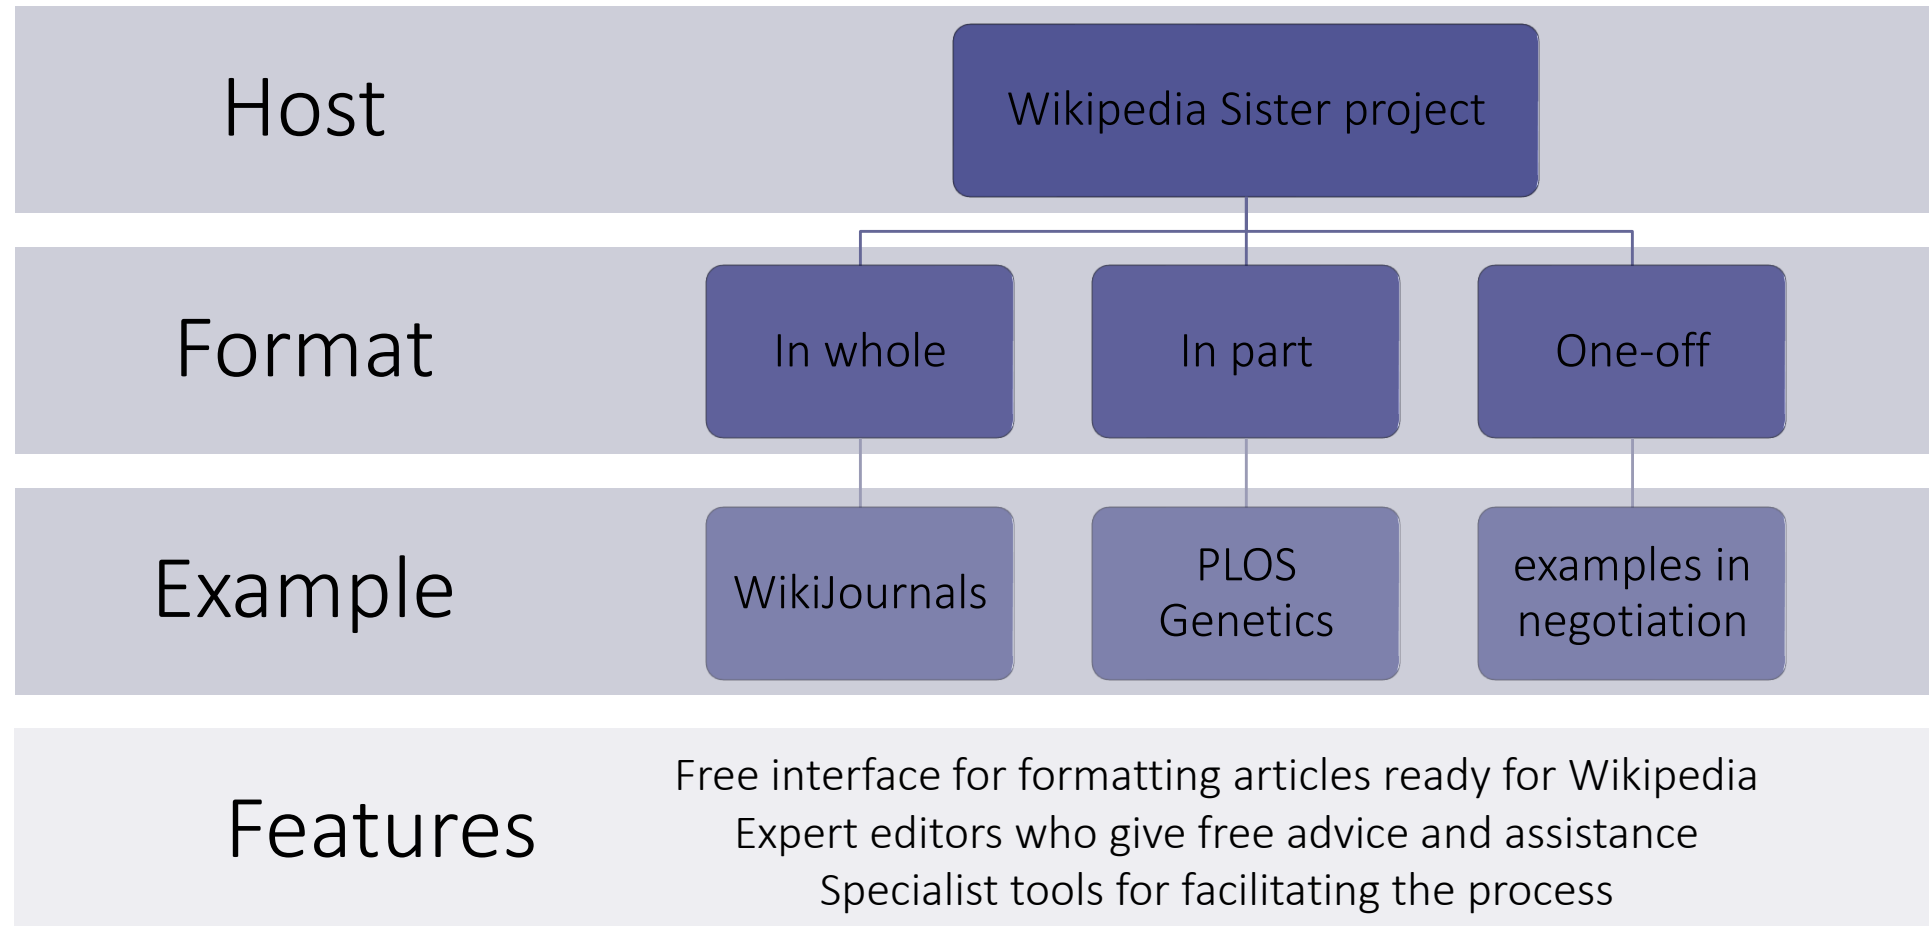 Host
Wikipedia Sister project
Format
In whole
In part
One-off
Example
WikiJournals
PLOS
Genetics
examples in
negotiation
Features
Free interface for formatting articles ready for Wikipedia
Expert editors who give free advice and assistance
Specialist tools for facilitating the process